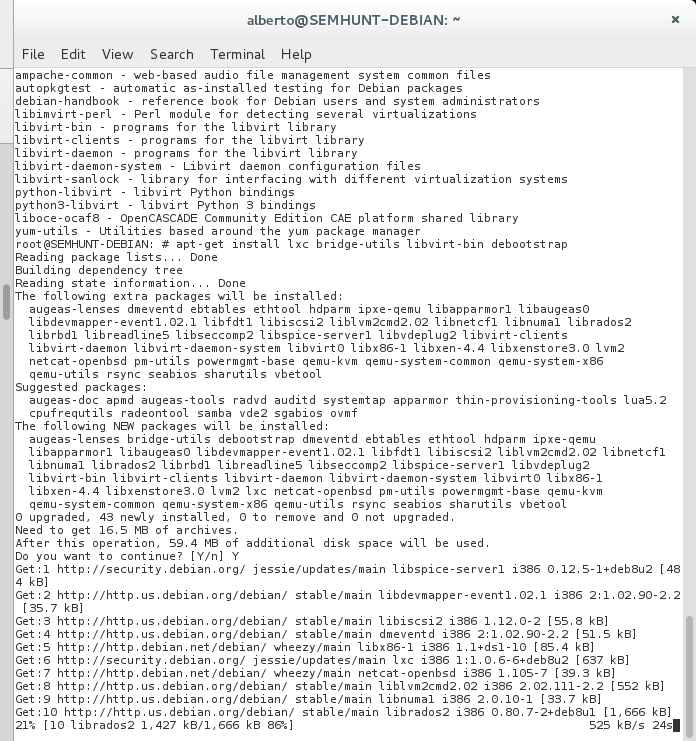 alberto@SEMHUNT-DEBIAN: ~
×
File Edit View Search Terminal Help
ampache-common - web-based audio file management system common files
autopkgtest - automatic as-installed testing for Debian packages
debian-handbook - reference book for Debian users and system administrators
libimvirt-perl - Perl module for detecting several virtualizations
libvirt-bin - programs for the libvirt library
libvirt-clients - programs for the libvirt library
libvirt-daemon - programs for the libvirt library
libvirt-daemon-system - Libvirt daemon configuration files
libvirt-sanlock - library for interfacing with different virtualization systems
python-libvirt - libvirt Python bindings
python3-libvirt - libvirt Python 3 bindings
liboce-ocaf8 - OpenCASCADE Community Edition CAE platform shared library
yum-utils - Utilities based around the yum package manager
root@SEMHUNT-DEBIAN: # apt-get install lxc bridge-utils libvirt-bin debootstrap
Reading package lists... Done
Building dependency tree
Reading state information... Done
The following extra packages will be installed:
augeas-lenses dmeventd ebtables ethtool hdparm ipxe-qemu libapparmor1 libaugeas0
libdevmapper-event1.02.1 libfdt1 libiscsi2 liblvm2cmd2.02 libnetcf1 libnuma1 librados2
librbd1 libreadline5 libseccomp2 libspice-server1 libvdeplug2 libvirt-clients
libvirt-daemon libvirt-daemon-system libvirt0 libx86-1 libxen-4.4 libxenstore3.0 lvm2
netcat-openbsd pm-utils powermgmt-base qemu-kvm qemu-system-common qemu-system-x86
qemu-utils rsync seabios sharutils vbetool
Suggested packages:
augeas-doc apmd augeas-tools radvd auditd systemtap apparmor thin-provisioning-tools lua5.2
cpufrequtils radeontool samba vde2 sgabios ovmf
The following NEW packages will be installed:
augeas-lenses bridge-utils debootstrap dmeventd ebtables ethtool hdparm ipxe-qemu
libapparmor1 libaugeas0 libdevmapper-event1.02.1 libfdt1 libiscsi2 liblvm2cmd2.02 libnetcf1
libnuma1 librados2 librbd1 libreadline5 libseccomp2 libspice-server1 libvdeplug2
libvirt-bin libvirt-clients libvirt-daemon libvirt-daemon-system libvirt0 libx86-1
libxen-4.4 libxenstore3.0 lvm2 lxc netcat-openbsd pm-utils powermgmt-base qemu-kvm
qemu-system-common qemu-system-x86 qemu-utils rsync seabios sharutils vbetool
0 upgraded, 43 newly installed, 0 to remove and 0 not upgraded.
Need to get 16.5 MB of archives.
After this operation, 59.4 MB of additional disk space will be used.
Do you want to continue? [Y/n] Y
Get:1 http://security.debian.org/ jessie/updates/main libspice-server1 i386 0.12.5-1+deb8u2 [48
4 kB]
Get:2 http://http.us.debian.org/debian/ stable/main libdevmapper-event1.02.1 i386 2:1.02.90-2.2
[35.7 kB]
Get:3 http://http.us.debian.org/debian/ stable/main libiscsi2 i386 1.12.0-2 [55.8 kB]
Get:4 http://http.us.debian.org/debian/ stable/main dmeventd i386 2:1.02.90-2.2 [51.5 kB]
Get:5 http://http.debian.net/debian/ wheezy/main libx86-1 i386 1.1+ds1-10 [85.4 kB]
Get:6 http://security.debian.org/ jessie/updates/main lxc i386 1:1.0.6-6+deb8u2 [637 kB]
Get:7 http://http.debian.net/debian/ wheezy/main netcat-openbsd i386 1.105-7 [39.3 kB]
Get:8 http://http.us.debian.org/debian/ stable/main liblvm2cmd2.02 i386 2.02.111-2.2 [552 kB]
Get:9 http://http.us.debian.org/debian/ stable/main libnuma1 i386 2.0.10-1 [33.7 kB]
Get:10 http://http.us.debian.org/debian/ stable/main librados2 i386 0.80.7-2+deb8u1 [1,666 kB]
21% [10 librados2 1,427 kB/1,666 kB 86%] 525 kB/s 24s